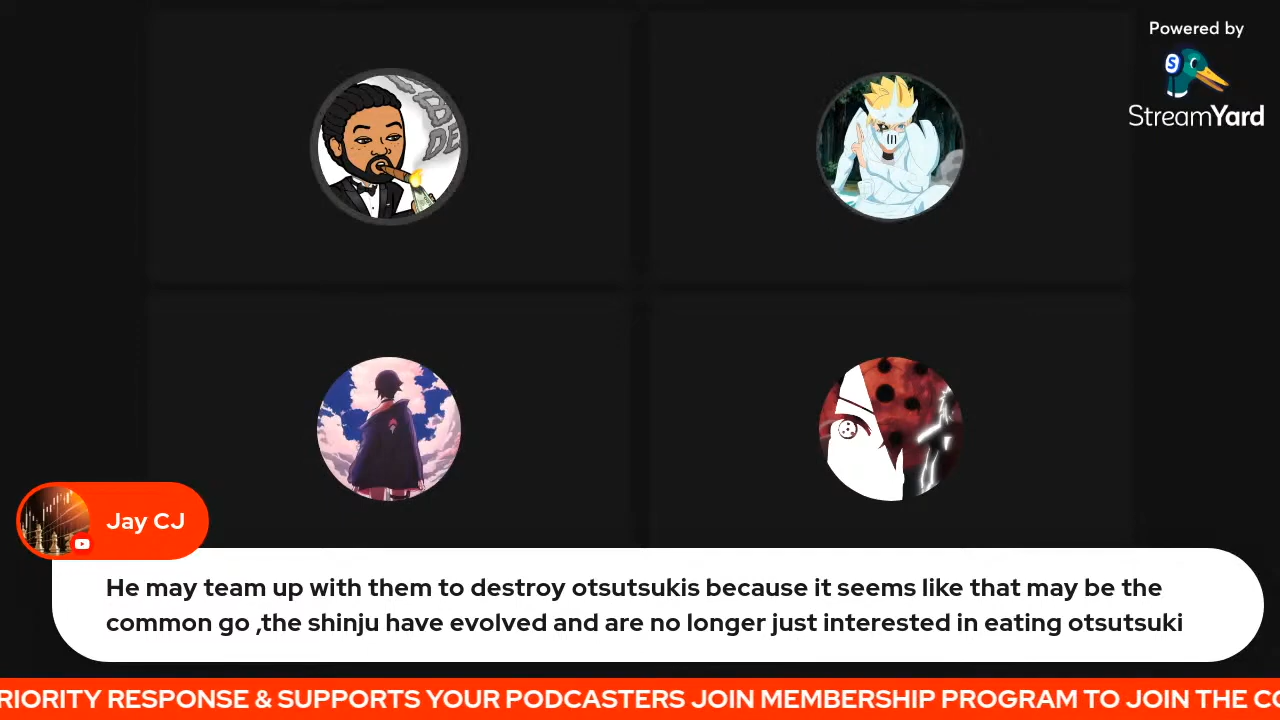 Powered by
StreamYard
Jay CJ
He may team up with them to destroy otsutsukis because it seems like that may be the
common go ,the shinju have evolved and are no longer just interested in eating otsutsuki
RIORITY RESPONSE & SUPPORTS YOUR PODCASTERS JOIN MEMBERSHIP PROGRAM TO JOIN THE CO